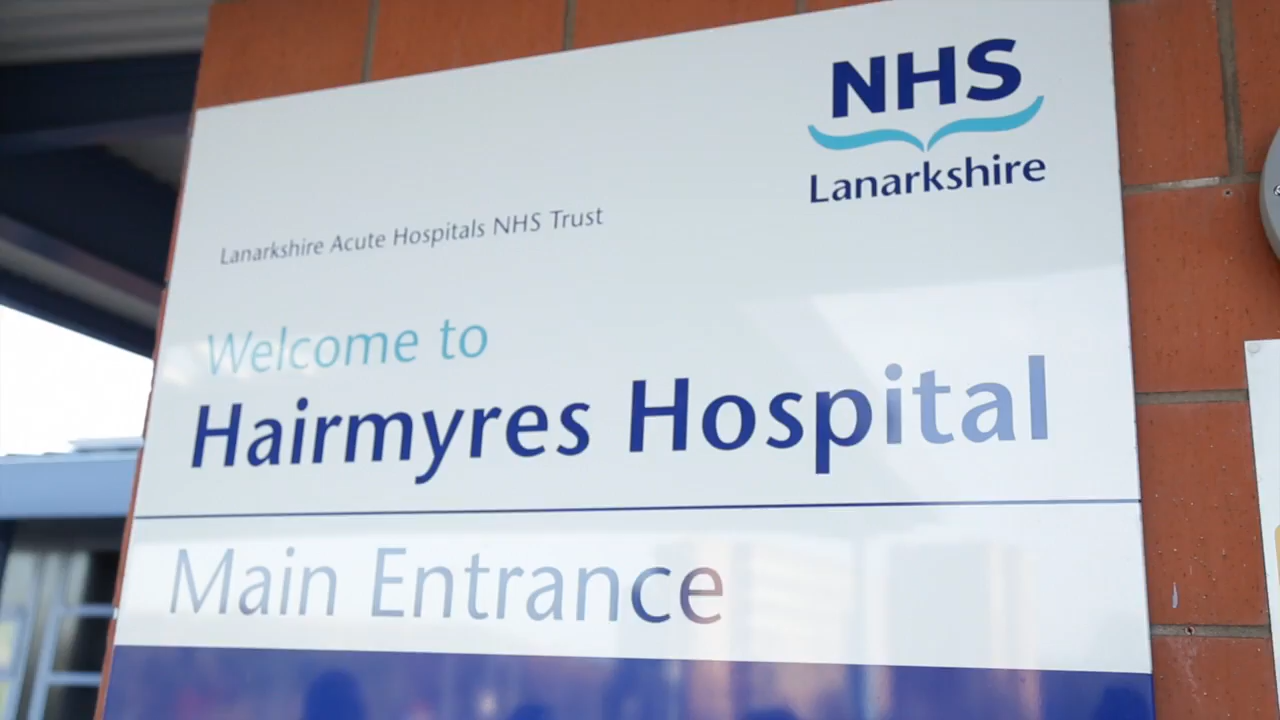 NHS
Lanarkshire
Lanarkshire Acute Hospitals NHS Trust
Welcome to
Hairmyres Hospital
Main Entrance